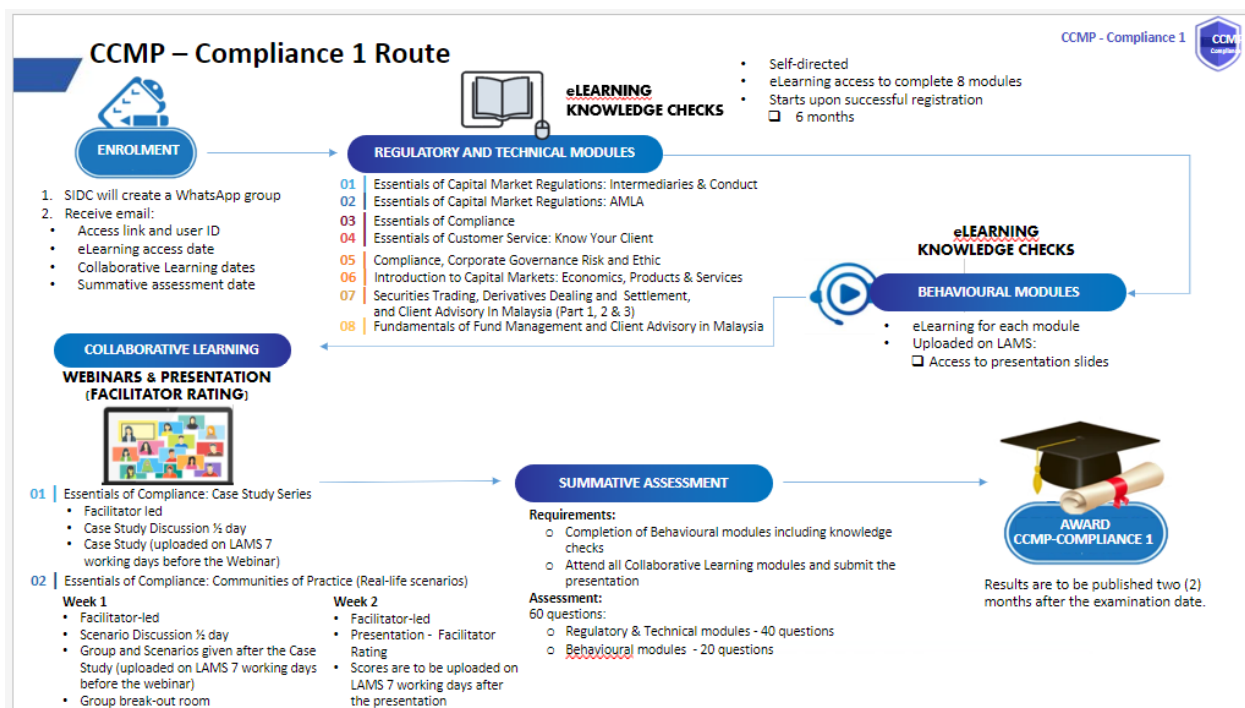 CCMP – Compliance 1 Route
CCMP - Compliance 1
CCMP
Compliance
eLEARNING
KNOWLEDGE CHECKS
• Self-directed
• eLearning access to complete 8 modules
• Starts upon successful registration
❑ 6 months
ENROLMENT
1. SIDC will create a WhatsApp group
2. Receive email:
• Access link and user ID
• eLearning access date
• Collaborative Learning dates
• Summative assessment date
REGULATORY AND TECHNICAL MODULES
01 Essentials of Capital Market Regulations: Intermediaries & Conduct
02 Essentials of Capital Market Regulations: AMLA
03 Essentials of Compliance
04 Essentials of Customer Service: Know Your Client
05 Compliance, Corporate Governance Risk and Ethic
06 Introduction to Capital Markets: Economics, Products & Services
07 Securities Trading, Derivatives Dealing and Settlement,
and Client Advisory In Malaysia (Part 1, 2 & 3)
08 Fundamentals of Fund Management and Client Advisory in Malaysia
eLEARNING
KNOWLEDGE CHECKS
BEHAVIOURAL MODULES
• eLearning for each module
• Uploaded on LAMS:
❑ Access to presentation slides
COLLABORATIVE LEARNING
WEBINARS & PRESENTATION
(FACILITATOR RATING)
01 Essentials of Compliance: Case Study Series
• Facilitator led
• Case Study Discussion ½ day
• Case Study (uploaded on LAMS 7
working days before the Webinar)
02 Essentials of Compliance: Communities of Practice (Real-life scenarios)
Week 1
• Facilitator-led
• Scenario Discussion ½ day
• Group and Scenarios given after the Case
Study (uploaded on LAMS 7 working days
before the webinar)
• Group break-out room
Week 2
• Facilitator-led
• Presentation - Facilitator
Rating
• Scores are to be uploaded on
LAMS 7 working days after
the presentation
SUMMATIVE ASSESSMENT
Requirements:
o Completion of Behavioural modules including knowledge
checks
o Attend all Collaborative Learning modules and submit the
presentation
Assessment:
60 questions:
o Regulatory & Technical modules - 40 questions
o Behavioural modules - 20 questions
AWARD
CCMP-COMPLIANCE 1
Results are to be published two (2)
months after the examination date.